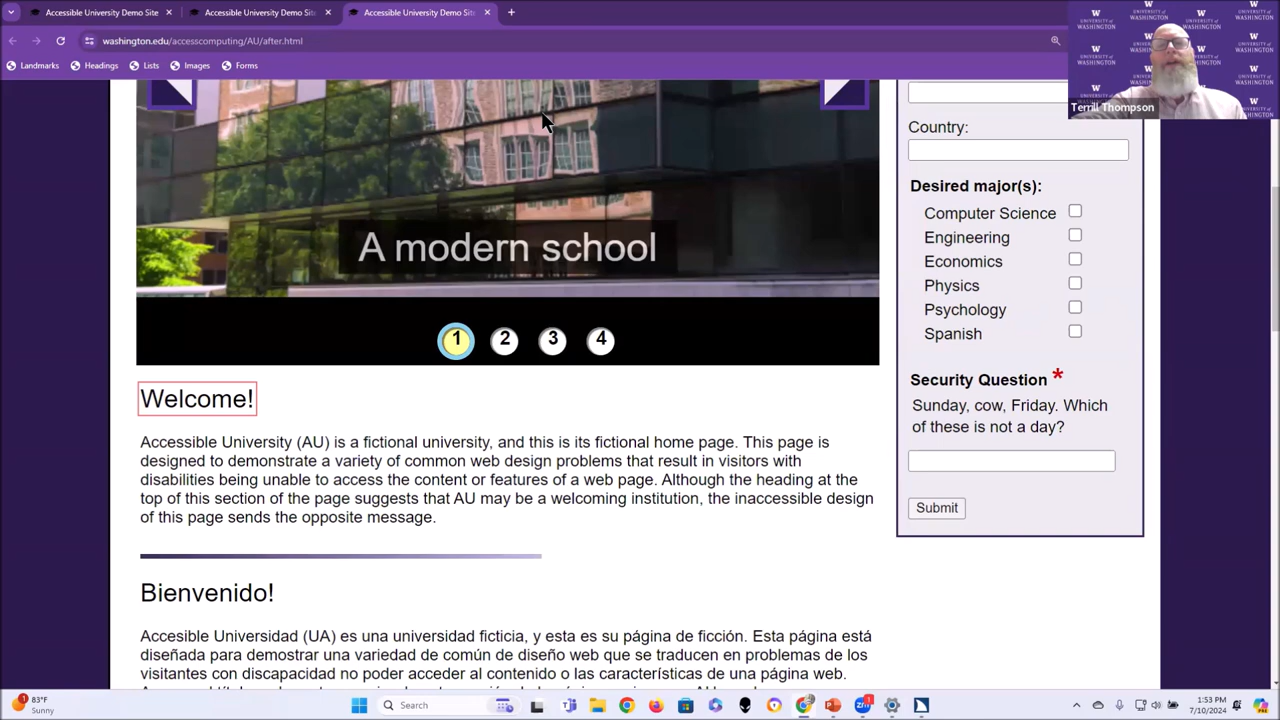 Accessible University Demo Site
Accessible University Demo Site
Accessible University Demo Site
washington.edu/accesscomputing/AU/after.html
Landmarks
Headings
Lists
Images
Forms
Terrill Thompson
A modern school
1 2 3 4
Welcome!
Accessible University (AU) is a fictional university, and this is its fictional home page. This page is
designed to demonstrate a variety of common web design problems that result in visitors with
disabilities being unable to access the content or features of a web page. Although the heading at the
top of this section of the page suggests that AU may be a welcoming institution, the inaccessible design
of this page sends the opposite message.
Bienvenido!
Accesible Universidad (UA) es una universidad ficticia, y esta es su página de ficción. Esta página está
diseñada para demostrar una variedad de común de diseño web que se traducen en problemas de los
visitantes con discapacidad no poder acceder al contenido o las características de una página web.
Country:
Desired major(s):
Computer Science
Engineering
Economics
Physics
Psychology
Spanish
Security Question *
Sunday, cow, Friday. Which
of these is not a day?
Submit
83°F
Sunny
Search
1:53 PM
7/10/2024